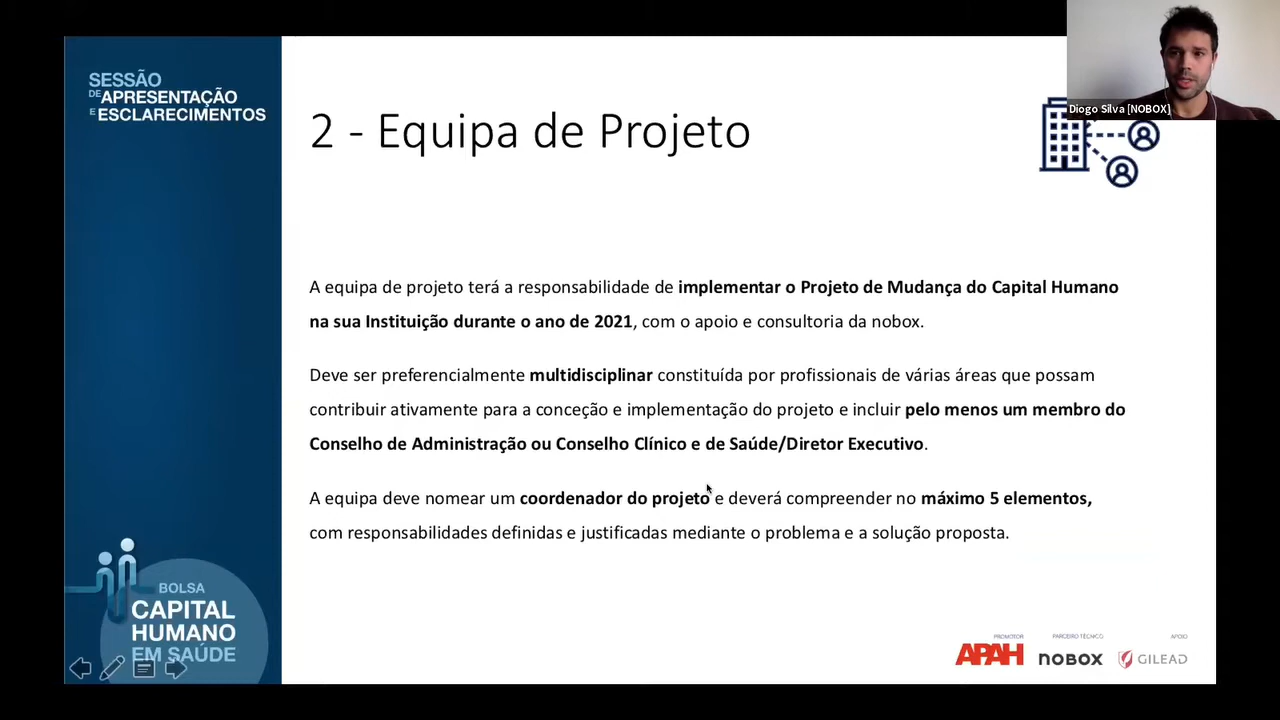 SESSÃO
DE APRESENTAÇÃO
E ESCLARECIMENTOS
2 - Equipa de Projeto
Diogo Silva [NOBOX]
A equipa de projeto terá a responsabilidade de implementar o Projeto de Mudança do Capital Humano
na sua Instituição durante o ano de 2021, com o apoio e consultoria da nobox.
Deve ser preferencialmente multidisciplinar constituída por profissionais de várias áreas que possam
contribuir ativamente para a conceção e implementação do projeto e incluir pelo menos um membro do
Conselho de Administração ou Conselho Clínico e de Saúde/Diretor Executivo.
A equipa deve nomear um coordenador do projeto e deverá compreender no máximo 5 elementos,
com responsabilidades definidas e justificadas mediante o problema e a solução proposta.
BOLSA
CAPITAL
HUMANO
EM SAÚDE
PROMOTOR
APAH
PARCEIRO TÉCNICO
nobox
APOIO
GILEAD